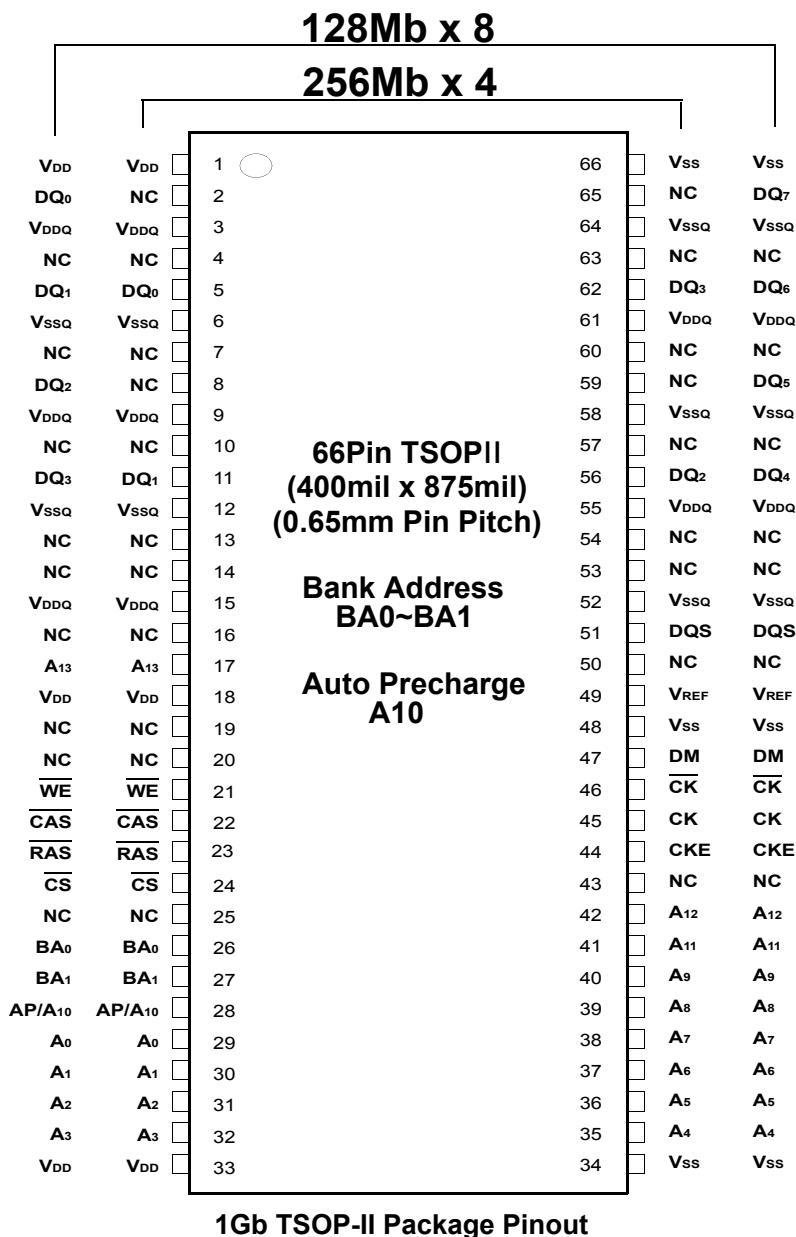 128Mb x 8
256Mb x 4
VDD VDD 1 66 VSS VSS
DQ0 NC 2 65 NC DQ7
VDDQ VDDQ 3 64 VSSQ VSSQ
NC NC 4 63 NC NC
DQ1 DQ0 5 62 DQ3 DQ6
VSSQ VSSQ 6 61 VDDQ VDDQ
NC NC 7 60 NC NC
DQ2 NC 8 59 NC DQ5
VDDQ VDDQ 9 58 VSSQ VSSQ
NC NC 10 57 NC NC
DQ3 DQ1 11 56 DQ2 DQ4
VSSQ VSSQ 12 55 VDDQ VDDQ
NC NC 13 54 NC NC
NC NC 14 53 NC NC
VDDQ VDDQ 15 52 VSSQ VSSQ
NC NC 16 51 DQS DQS
A13 A13 17 50 NC NC
VDD VDD 18 49 VREF VREF
NC NC 19 48 VSS VSS
NC NC 20 47 DM DM
W̅E̅ W̅E̅ 21 46 C̅K̅ C̅K̅
C̅A̅S̅ C̅A̅S̅ 22 45 CK CK
R̅A̅S̅ R̅A̅S̅ 23 44 CKE CKE
C̅S̅ C̅S̅ 24 43 NC NC
NC NC 25 42 A12 A12
BA0 BA0 26 41 A11 A11
BA1 BA1 27 40 A9 A9
AP/A10 AP/A10 28 39 A8 A8
A0 A0 29 38 A7 A7
A1 A1 30 37 A6 A6
A2 A2 31 36 A5 A5
A3 A3 32 35 A4 A4
VDD VDD 33 34 VSS VSS
66Pin TSOPII
(400mil x 875mil)
(0.65mm Pin Pitch)
Bank Address
BA0~BA1
Auto Precharge
A10
1Gb TSOP-II Package Pinout